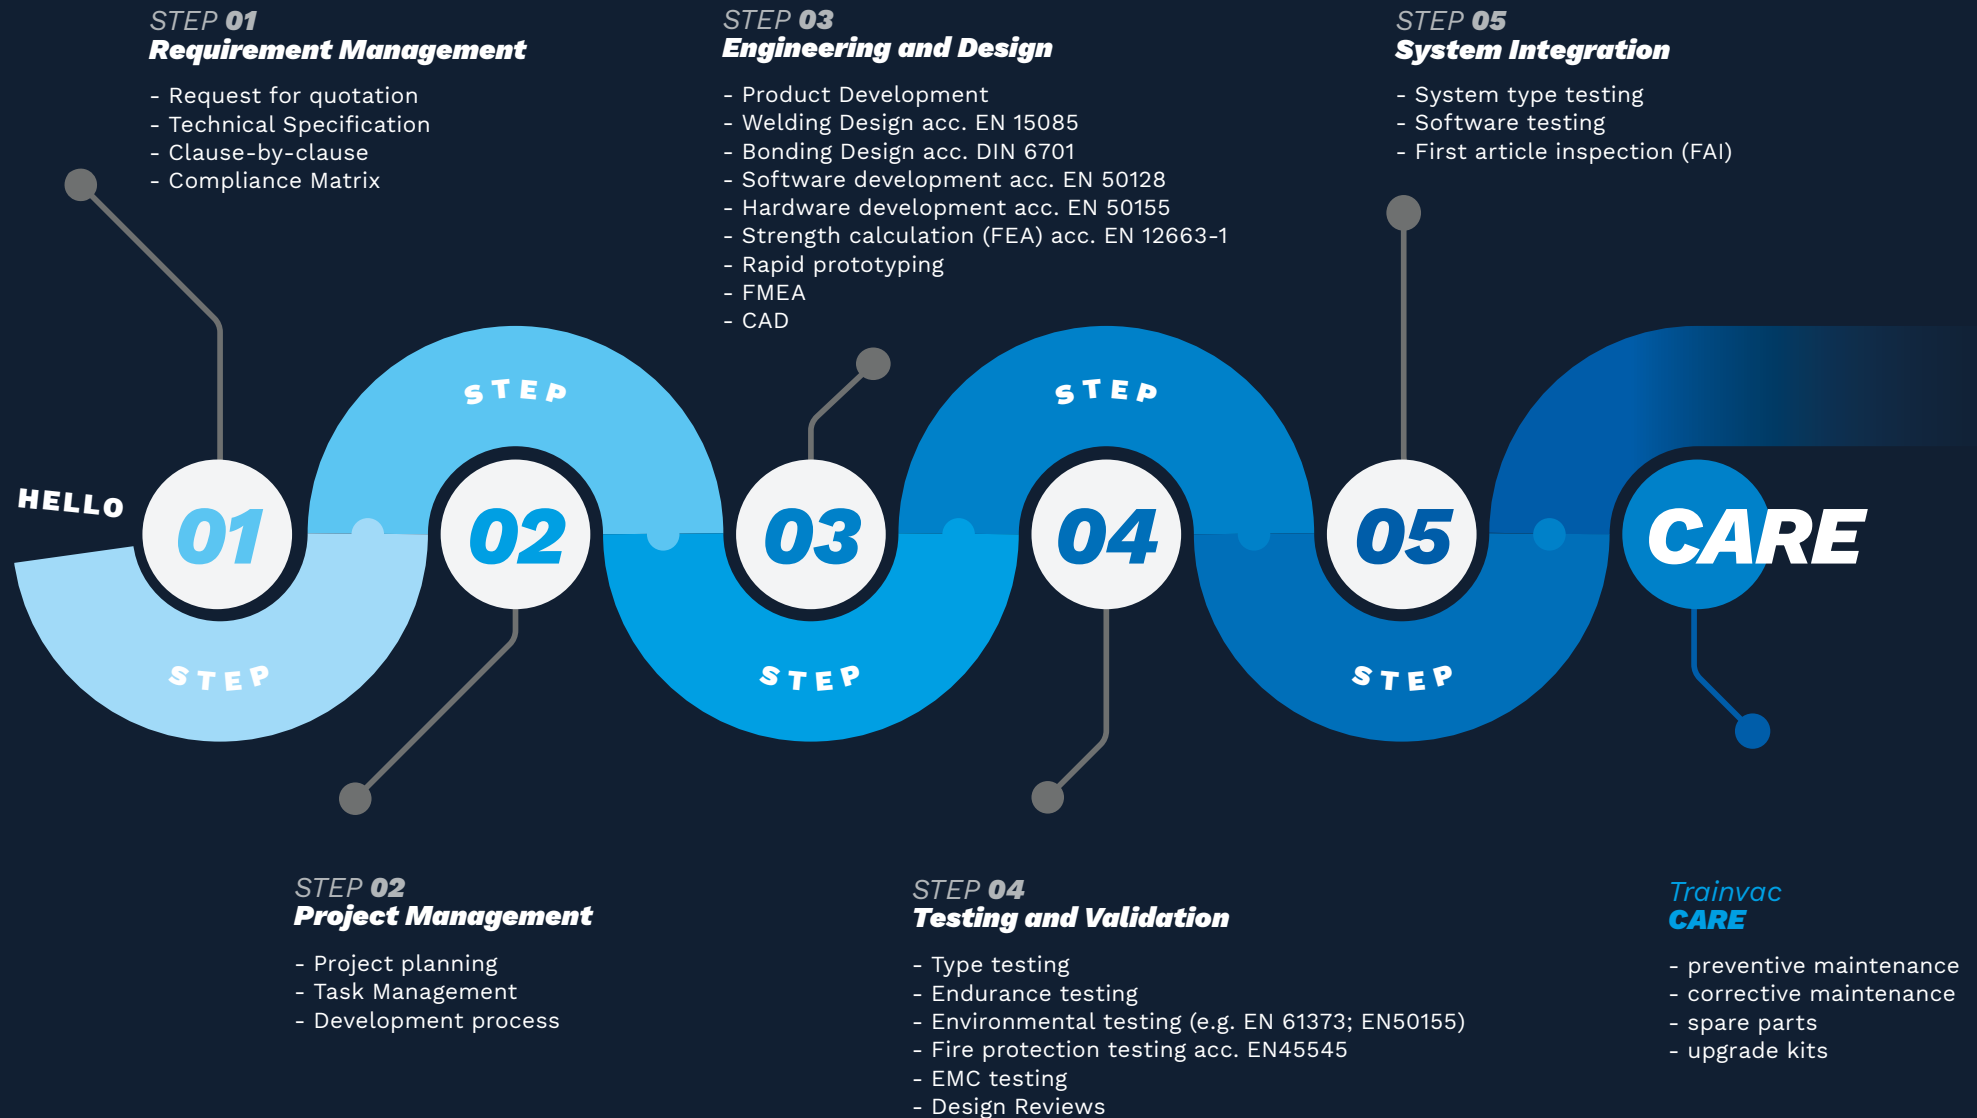 STEP 01
Requirement Management
- Request for quotation
- Technical Specification
- Clause-by-clause
- Compliance Matrix
STEP 03
Engineering and Design
- Product Development
- Welding Design acc. EN 15085
- Bonding Design acc. DIN 6701
- Software development acc. EN 50128
- Hardware development acc. EN 50155
- Strength calculation (FEA) acc. EN 12663-1
- Rapid prototyping
- FMEA
- CAD
STEP 05
System Integration
- System type testing
- Software testing
- First article inspection (FAI)
STEP
STEP
HELLO
01
02
03
04
05
CARE
STEP
STEP
STEP
STEP 02
Project Management
- Project planning
- Task Management
- Development process
STEP 04
Testing and Validation
- Type testing
- Endurance testing
- Environmental testing (e.g. EN 61373; EN50155)
- Fire protection testing acc. EN45545
- EMC testing
- Design Reviews
Trainvac
CARE
- preventive maintenance
- corrective maintenance
- spare parts
- upgrade kits